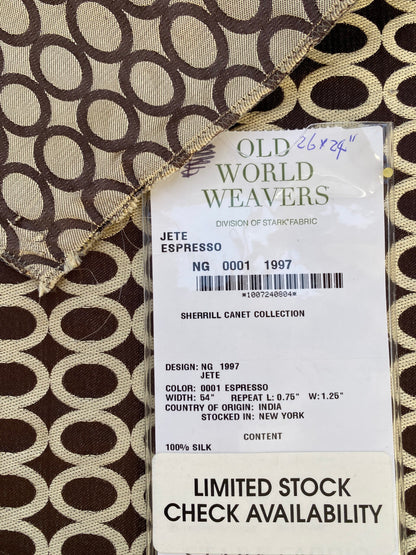 26 x 24"
OLD
WORLD
WEAVERS
DIVISION OF STARK® FABRIC
JETE
ESPRESSO
NG 0001 1997
*1007240804*
SHERRILL CANET COLLECTION
DESIGN: NG 1997
JETE
COLOR: 0001 ESPRESSO
WIDTH: 54" REPEAT L: 0.75" W: 1.25"
COUNTRY OF ORIGIN: INDIA
STOCKED IN: NEW YORK
CONTENT
100% SILK
LIMITED STOCK
CHECK AVAILABILITY